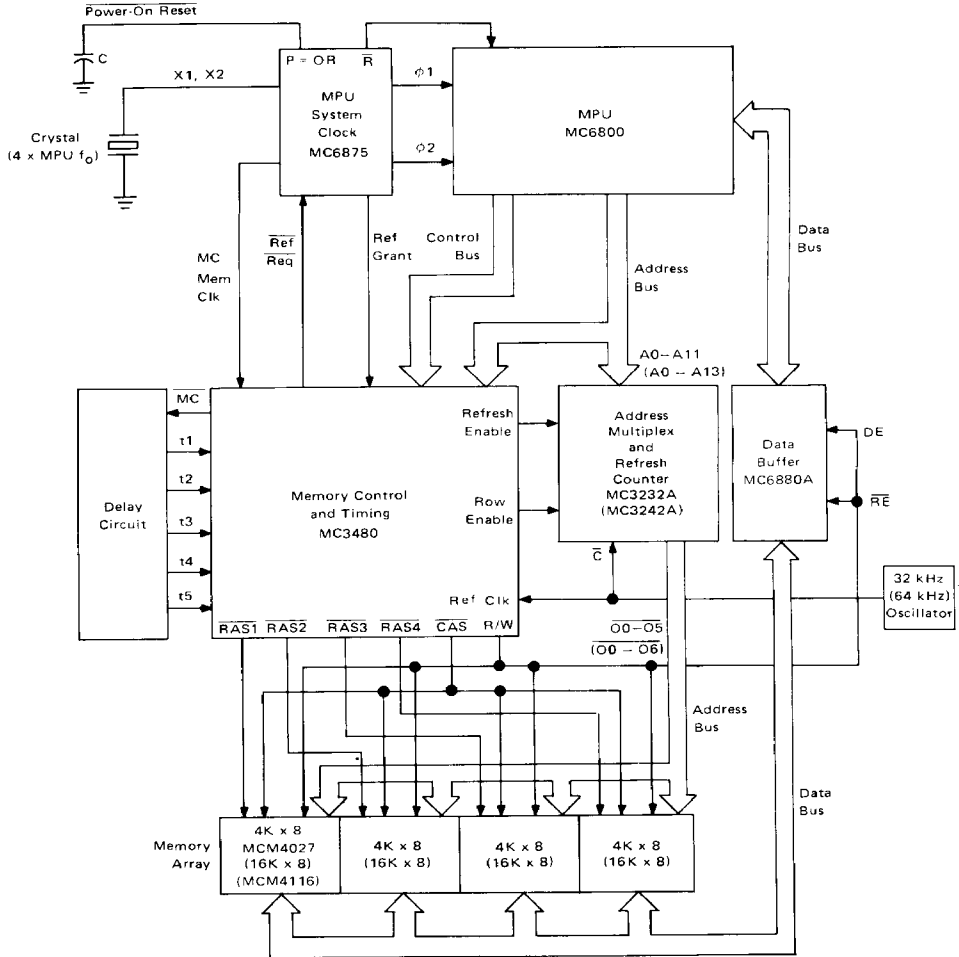 Power-On Reset
C
X1, X2
Crystal
(4 x MPU fo)
P = OR R
MPU
System
Clock
MC6875
ϕ1
ϕ2
MPU
MC6800
MC
Mem
Clk
Ref
Req
Ref
Grant
Control
Bus
Address
Bus
Data
Bus
A0-A11
(A0 - A13)
Delay
Circuit
MC
t1
t2
t3
t4
t5
Memory Control
and Timing
MC3480
Refresh
Enable
Row
Enable
Ref Clk
RAS1 RAS2 RAS3 RAS4 CAS R/W
Address
Multiplex
and
Refresh
Counter
MC3232A
(MC3242A)
C
Data
Buffer
MC6880A
DE
RE
32 kHz
(64 kHz)
Oscillator
O0-O5
(O0 - O6)
Address
Bus
Data
Bus
Memory
Array
4K x 8
MCM4027
(16K x 8)
(MCM4116)
4K x 8
(16K x 8)
4K x 8
(16K x 8)
4K x 8
(16K x 8)